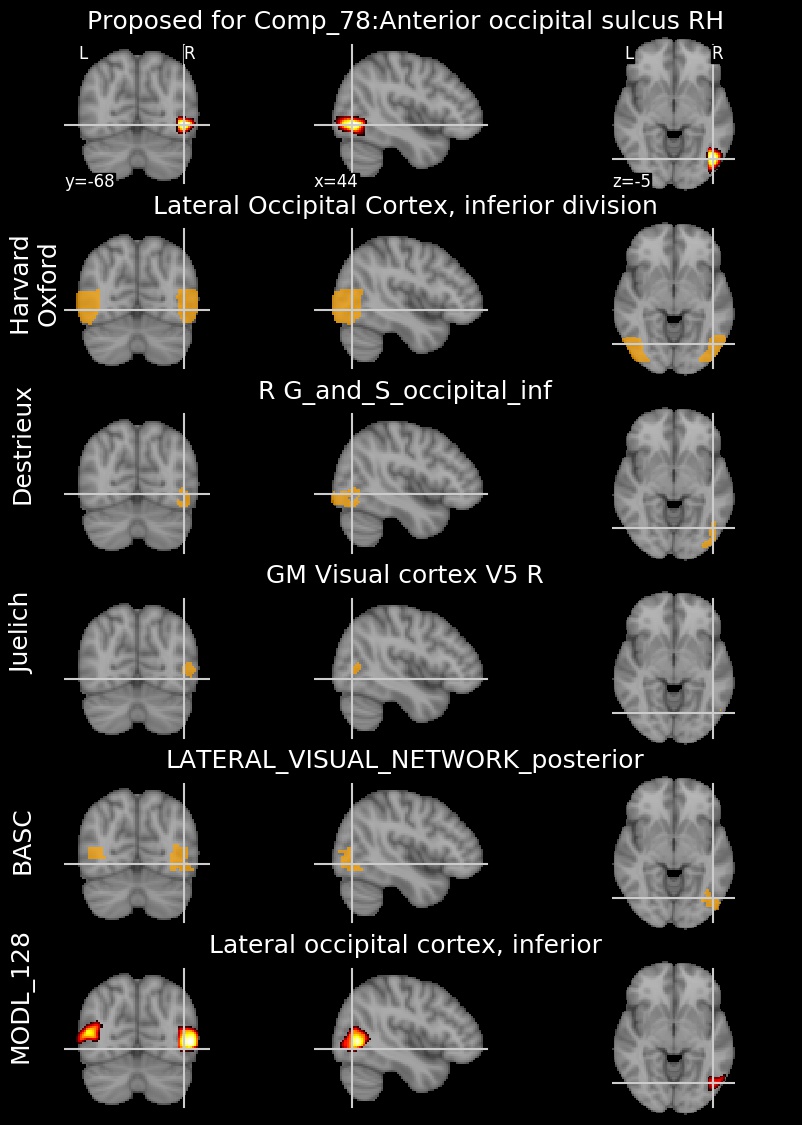 Proposed for Comp_78:Anterior occipital sulcus RH
L R L R
y=-68 x=44 z=-5
Lateral Occipital Cortex, inferior division
Harvard
Oxford
R G_and_S_occipital_inf
Destrieux
GM Visual cortex V5 R
Juelich
LATERAL_VISUAL_NETWORK_posterior
BASC
Lateral occipital cortex, inferior
MODL_128